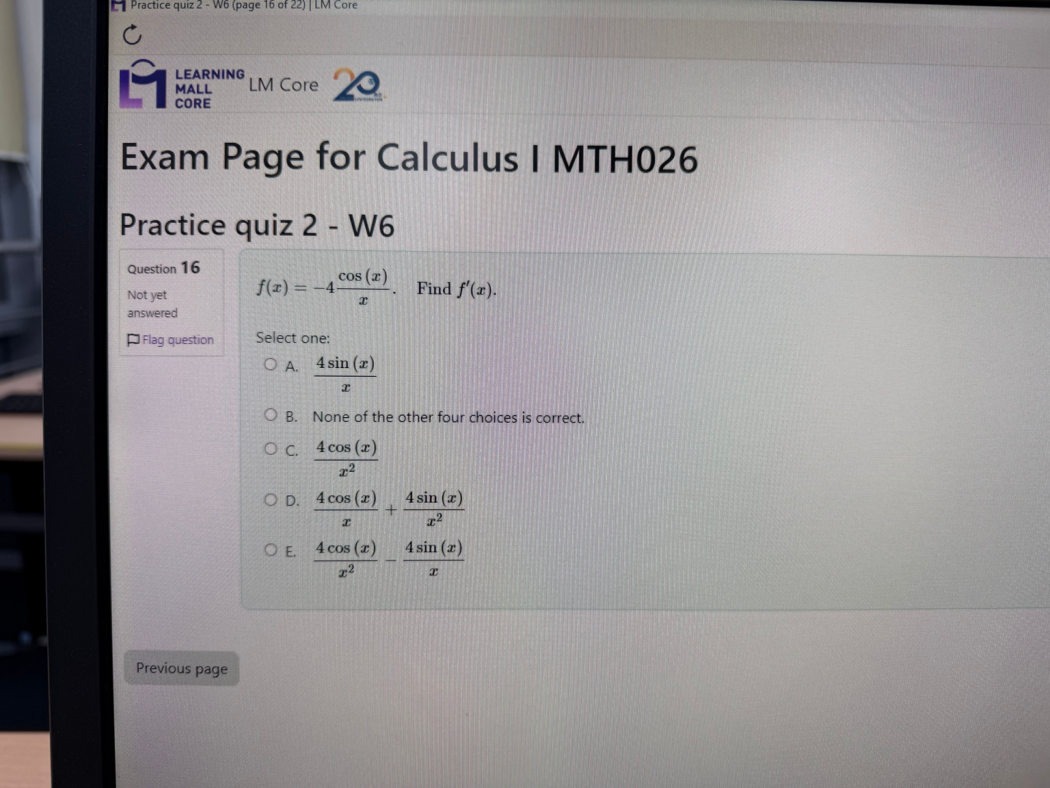 Practice quiz 2 - W6 (page 16 of 22) | LM Core
LEARNING
MALL
CORE
LM Core
20
Exam Page for Calculus I MTH026
Practice quiz 2 - W6
Question 16
Not yet
answered
Flag question
f(x) = −4 cos (x) / x. Find f′(x).
Select one:
A. 4 sin (x) / x
B. None of the other four choices is correct.
C. 4 cos (x) / x²
D. 4 cos (x) / x + 4 sin (x) / x²
E. 4 cos (x) / x² − 4 sin (x) / x
Previous page